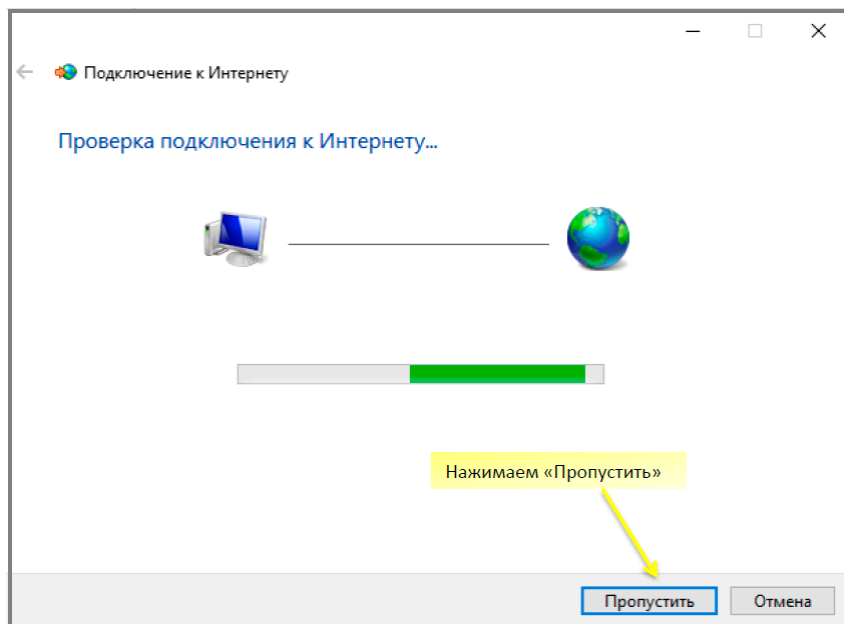 Подключение к Интернету
Проверка подключения к Интернету...
Нажимаем «Пропустить»
Пропустить
Отмена